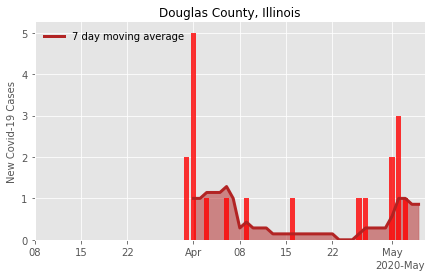 Douglas County, Illinois
7 day moving average
New Covid-19 Cases
5
4
3
2
1
0
08 15 22 Apr 08 15 22 May
2020-May